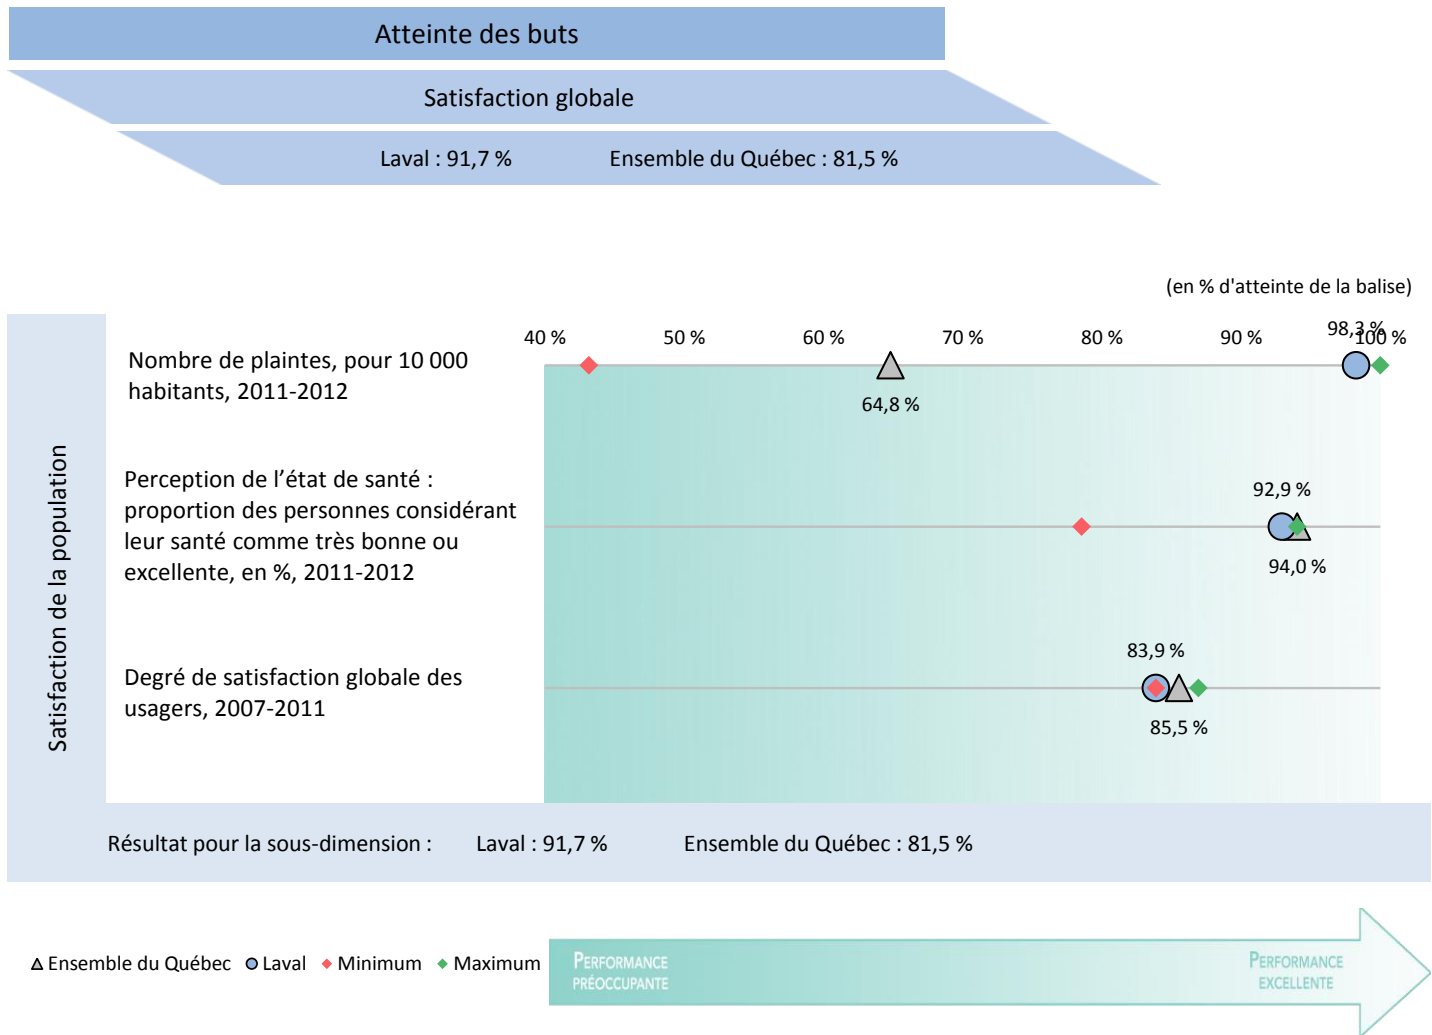 Atteinte des buts
Satisfaction globale
Laval : 91,7 % Ensemble du Québec : 81,5 %
(en % d'atteinte de la balise)
40 % 50 % 60 % 70 % 80 % 90 % 100 %
98,3 %
Nombre de plaintes, pour 10 000
habitants, 2011-2012
64,8 %
Satisfaction de la population
Perception de l’état de santé :
proportion des personnes considérant
leur santé comme très bonne ou
excellente, en %, 2011-2012
92,9 %
94,0 %
Degré de satisfaction globale des
usagers, 2007-2011
83,9 %
85,5 %
Résultat pour la sous-dimension : Laval : 91,7 % Ensemble du Québec : 81,5 %
Ensemble du Québec Laval Minimum Maximum
PERFORMANCE
PRÉOCCUPANTE
PERFORMANCE
EXCELLENTE